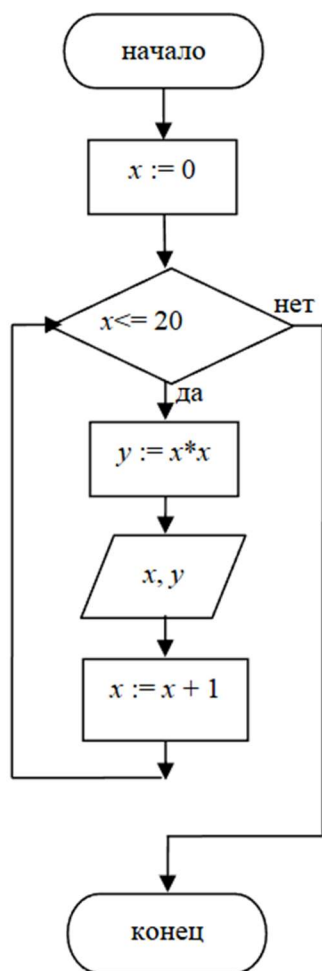 начало
x := 0
x<= 20
нет
да
y := x*x
x, y
x := x + 1
конец